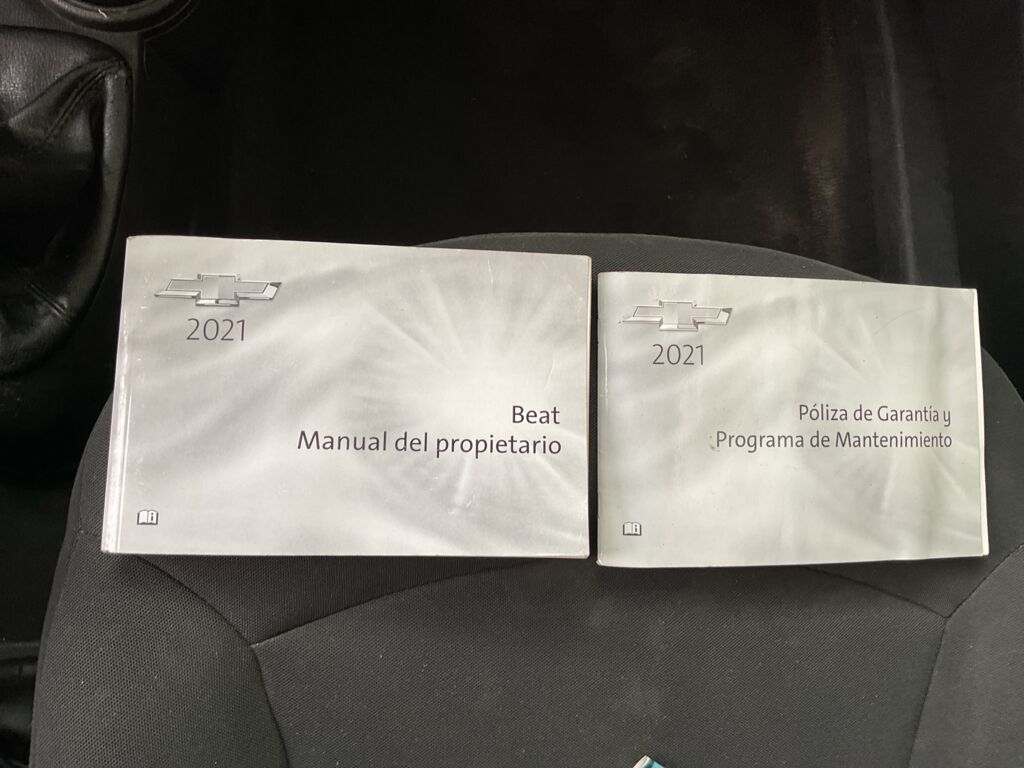 2021
Beat
Manual del propietario
2021
Póliza de Garantía y
Programa de Mantenimiento